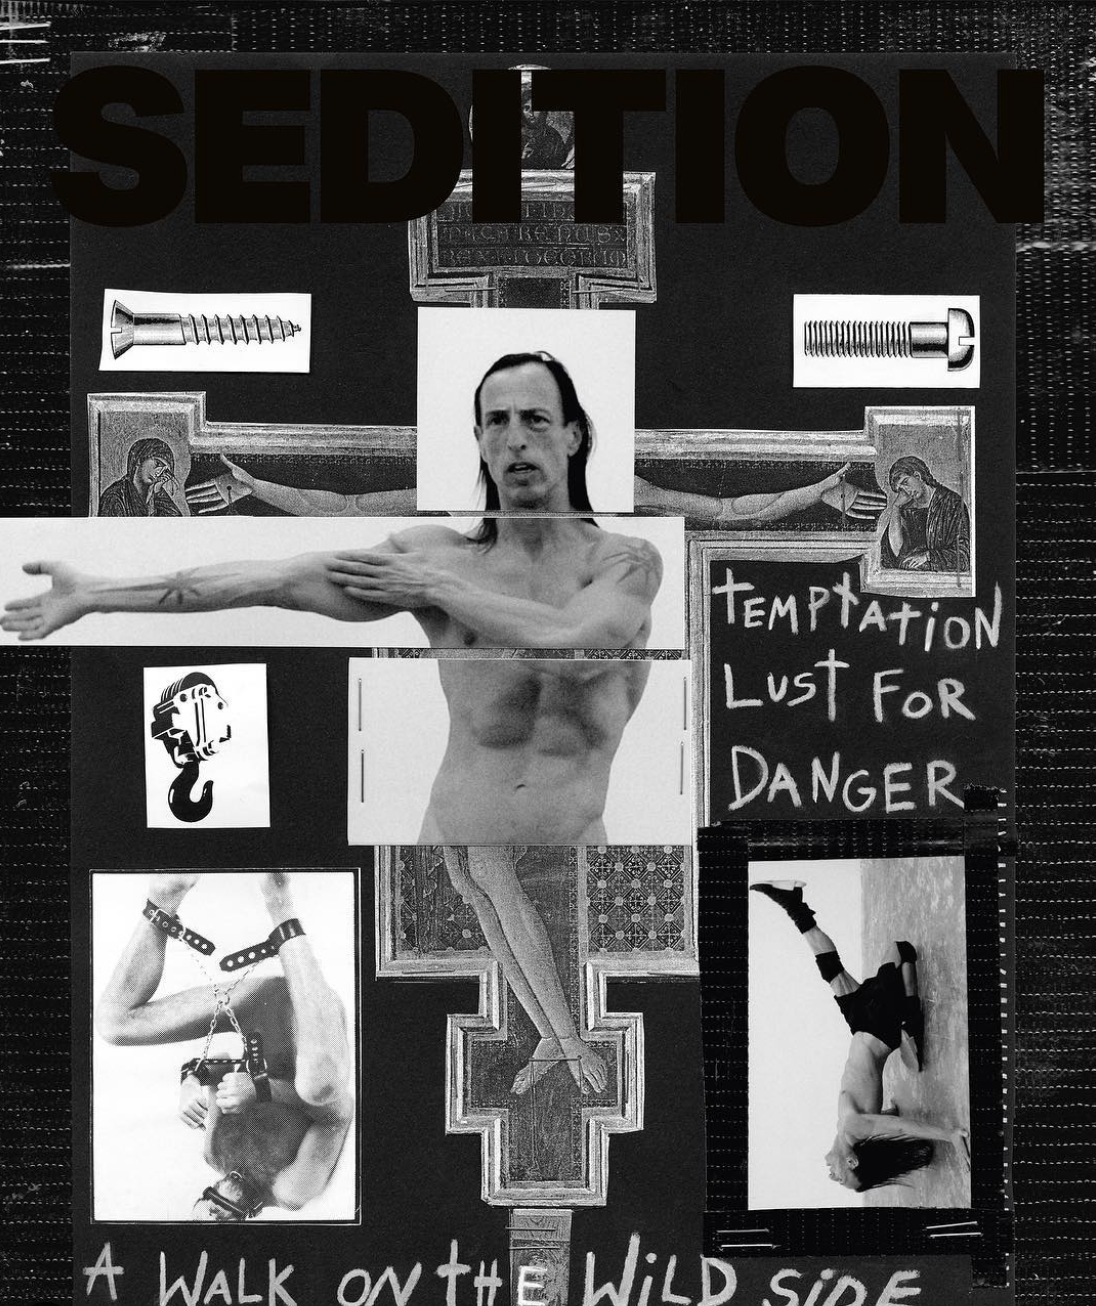 SEDITION
TEMPTATION
LUST FOR
DANGER
A WALK ON THE WILD SIDE